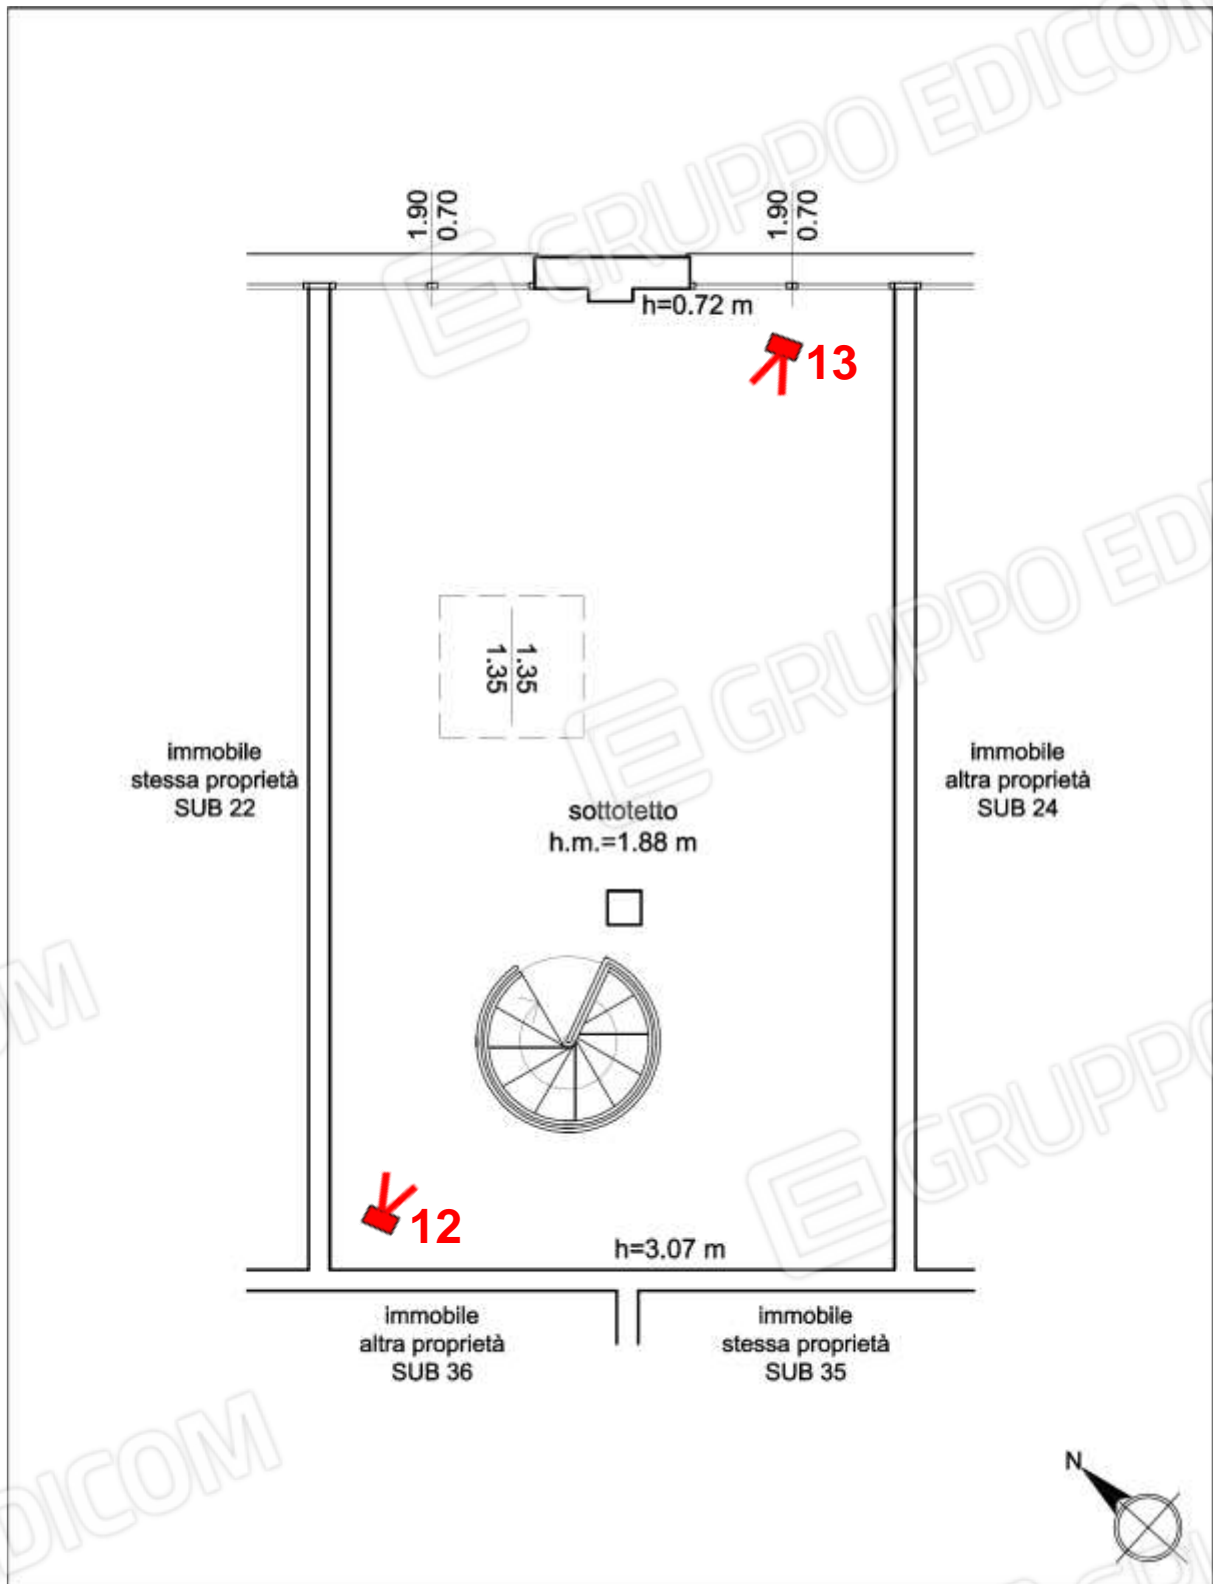 GRUPPO EDICOM
1.90
0.70
1.90
0.70
h=0.72 m
13
GRUPPO EDI
1.35
1.35
immobile
stessa proprietà
SUB 22
immobile
altra proprietà
SUB 24
sottotetto
h.m.=1.88 m
OM
GRUPPO
12
h=3.07 m
immobile
altra proprietà
SUB 36
immobile
stessa proprietà
SUB 35
EDICOM
N